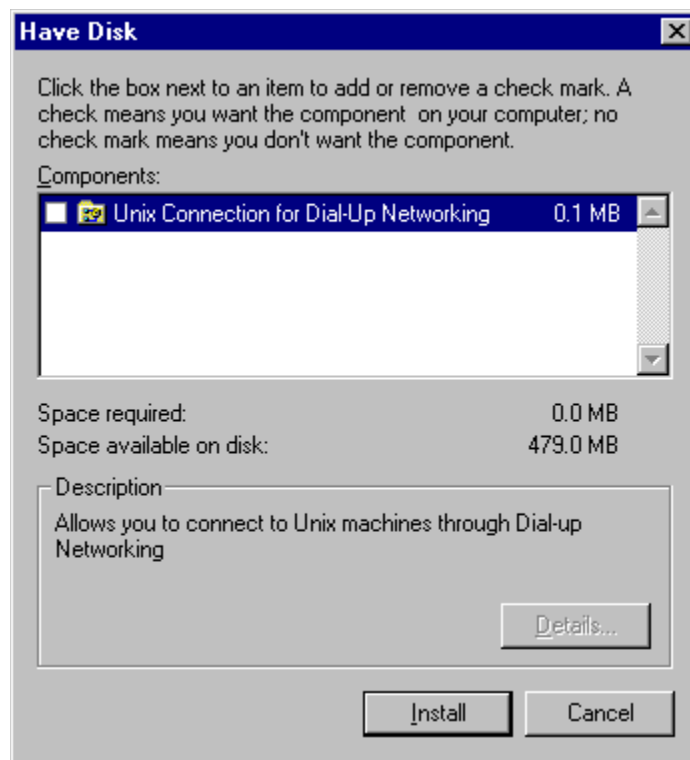 Have Disk
Click the box next to an item to add or remove a check mark. A
check means you want the component  on your computer; no
check mark means you don't want the component.
Components:
Unix Connection for Dial-Up Networking 0.1 MB
Space required: 0.0 MB
Space available on disk: 479.0 MB
Description
Allows you to connect to Unix machines through Dial-up
Networking
Details...
Install Cancel